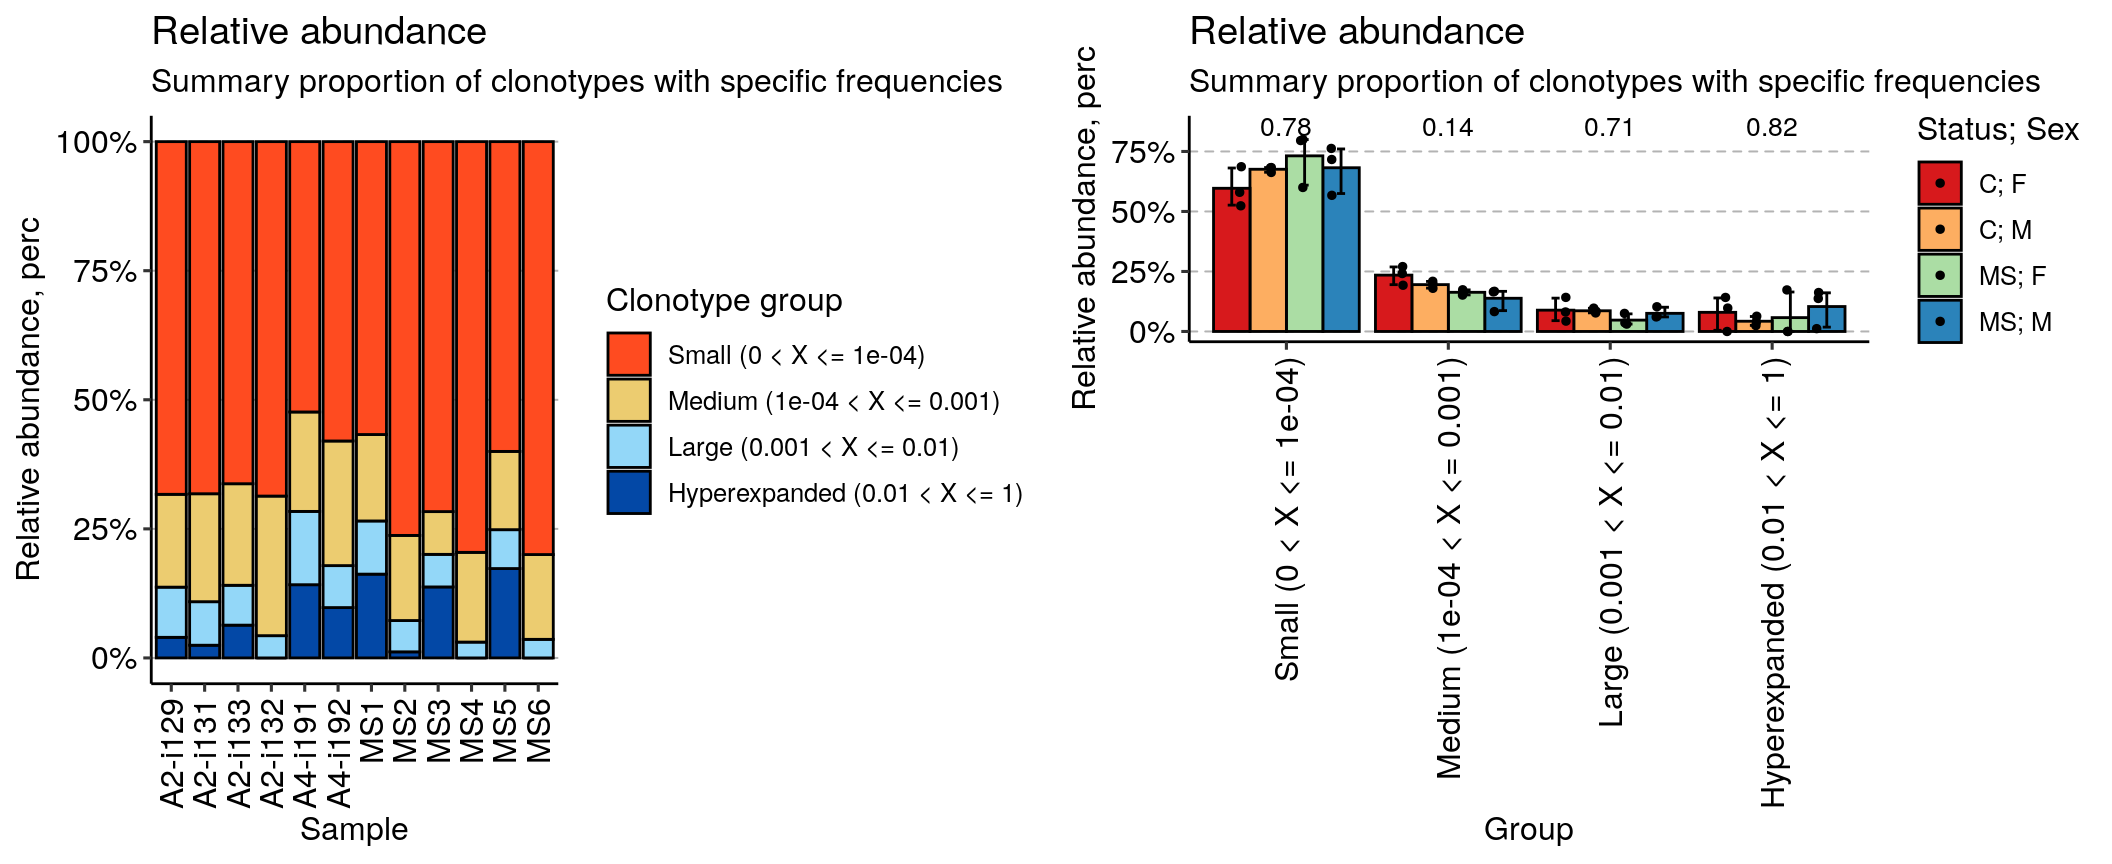 Relative abundance
Summary proportion of clonotypes with specific frequencies
Relative abundance, perc
100%
75%
50%
25%
0%
A2-i129
A2-i131
A2-i133
A2-i132
A4-i191
A4-i192
MS1
MS2
MS3
MS4
MS5
MS6
Sample
Clonotype group
Small (0 < X <= 1e-04)
Medium (1e-04 < X <= 0.001)
Large (0.001 < X <= 0.01)
Hyperexpanded (0.01 < X <= 1)
Relative abundance
Summary proportion of clonotypes with specific frequencies
Relative abundance, perc
0.78
0.14
0.71
0.82
75%
50%
25%
0%
Small (0 < X <= 1e-04)
Medium (1e-04 < X <= 0.001)
Large (0.001 < X <= 0.01)
Hyperexpanded (0.01 < X <= 1)
Group
Status; Sex
C; F
C; M
MS; F
MS; M